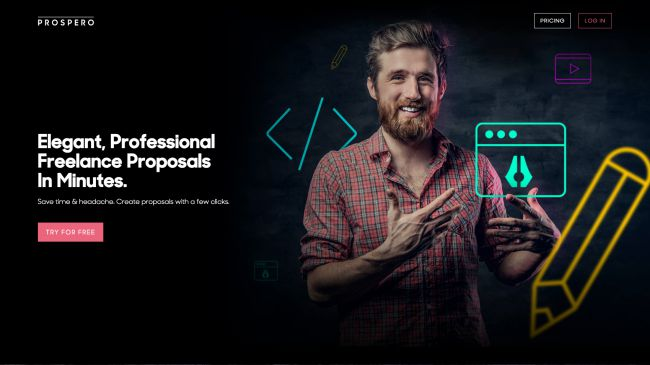 PROSPERO
PRICING
LOG IN
Elegant, Professional
Freelance Proposals
In Minutes.
Save time & headache. Create proposals with a few clicks.
TRY FOR FREE